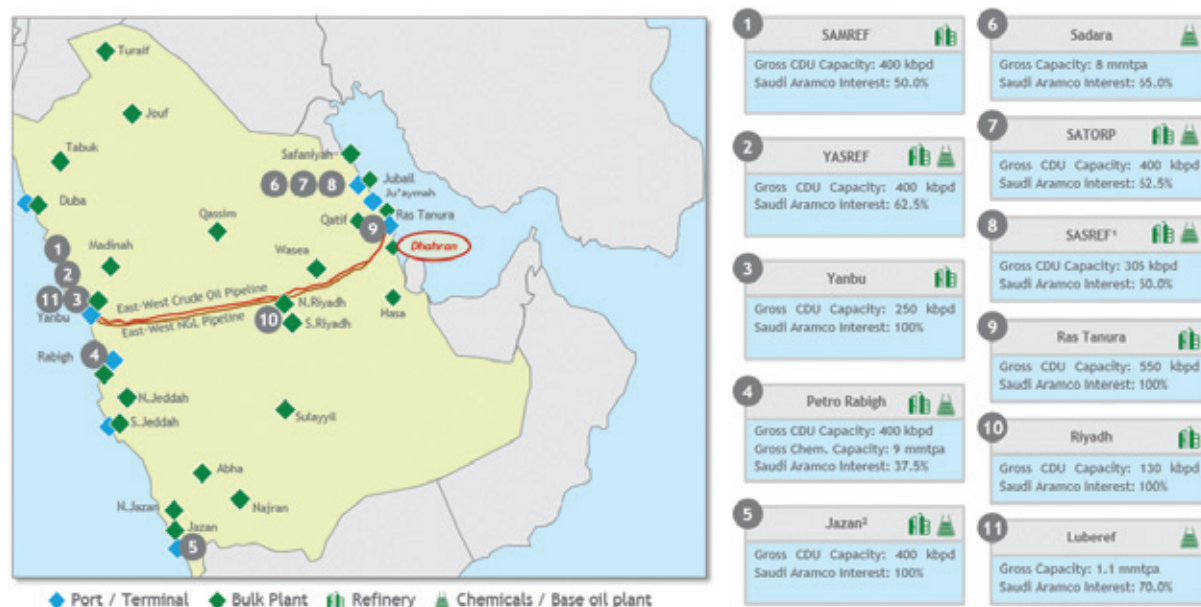 Turaif
Jouf
Tabuk
Duba
Safaniyah
Jubail
6 7 8
Ju'aymah
Ras Tanura
Qassim
Qatif
9
Dhahran
1
Madinah
Wasea
2
11 3
Yanbu
East-West Crude Oil Pipeline
East-West NGL Pipeline
N.Riyadh
10
S.Riyadh
Hasa
Rabigh
4
N.Jeddah
S.Jeddah
Sulayyil
Abha
N.Jazan
Najran
Jazan
5
Port / Terminal Bulk Plant Refinery Chemicals / Base oil plant
1
SAMREF
Gross CDU Capacity: 400 kbpd
Saudi Aramco Interest: 50.0%
2
YASREF
Gross CDU Capacity: 400 kbpd
Saudi Aramco Interest: 62.5%
3
Yanbu
Gross CDU Capacity: 250 kbpd
Saudi Aramco Interest: 100%
4
Petro Rabigh
Gross CDU Capacity: 400 kbpd
Gross Chem. Capacity: 9 mmtpa
Saudi Aramco Interest: 37.5%
5
Jazan²
Gross CDU Capacity: 400 kbpd
Saudi Aramco Interest: 100%
6
Sadara
Gross Capacity: 8 mmtpa
Saudi Aramco Interest: 65.0%
7
SATORP
Gross CDU Capacity: 400 kbpd
Saudi Aramco Interest: 62.5%
8
SASREF¹
Gross CDU Capacity: 305 kbpd
Saudi Aramco Interest: 50.0%
9
Ras Tanura
Gross CDU Capacity: 550 kbpd
Saudi Aramco Interest: 100%
10
Riyadh
Gross CDU Capacity: 130 kbpd
Saudi Aramco Interest: 100%
11
Luberef
Gross Capacity: 1.1 mmtpa
Saudi Aramco Interest: 70.0%